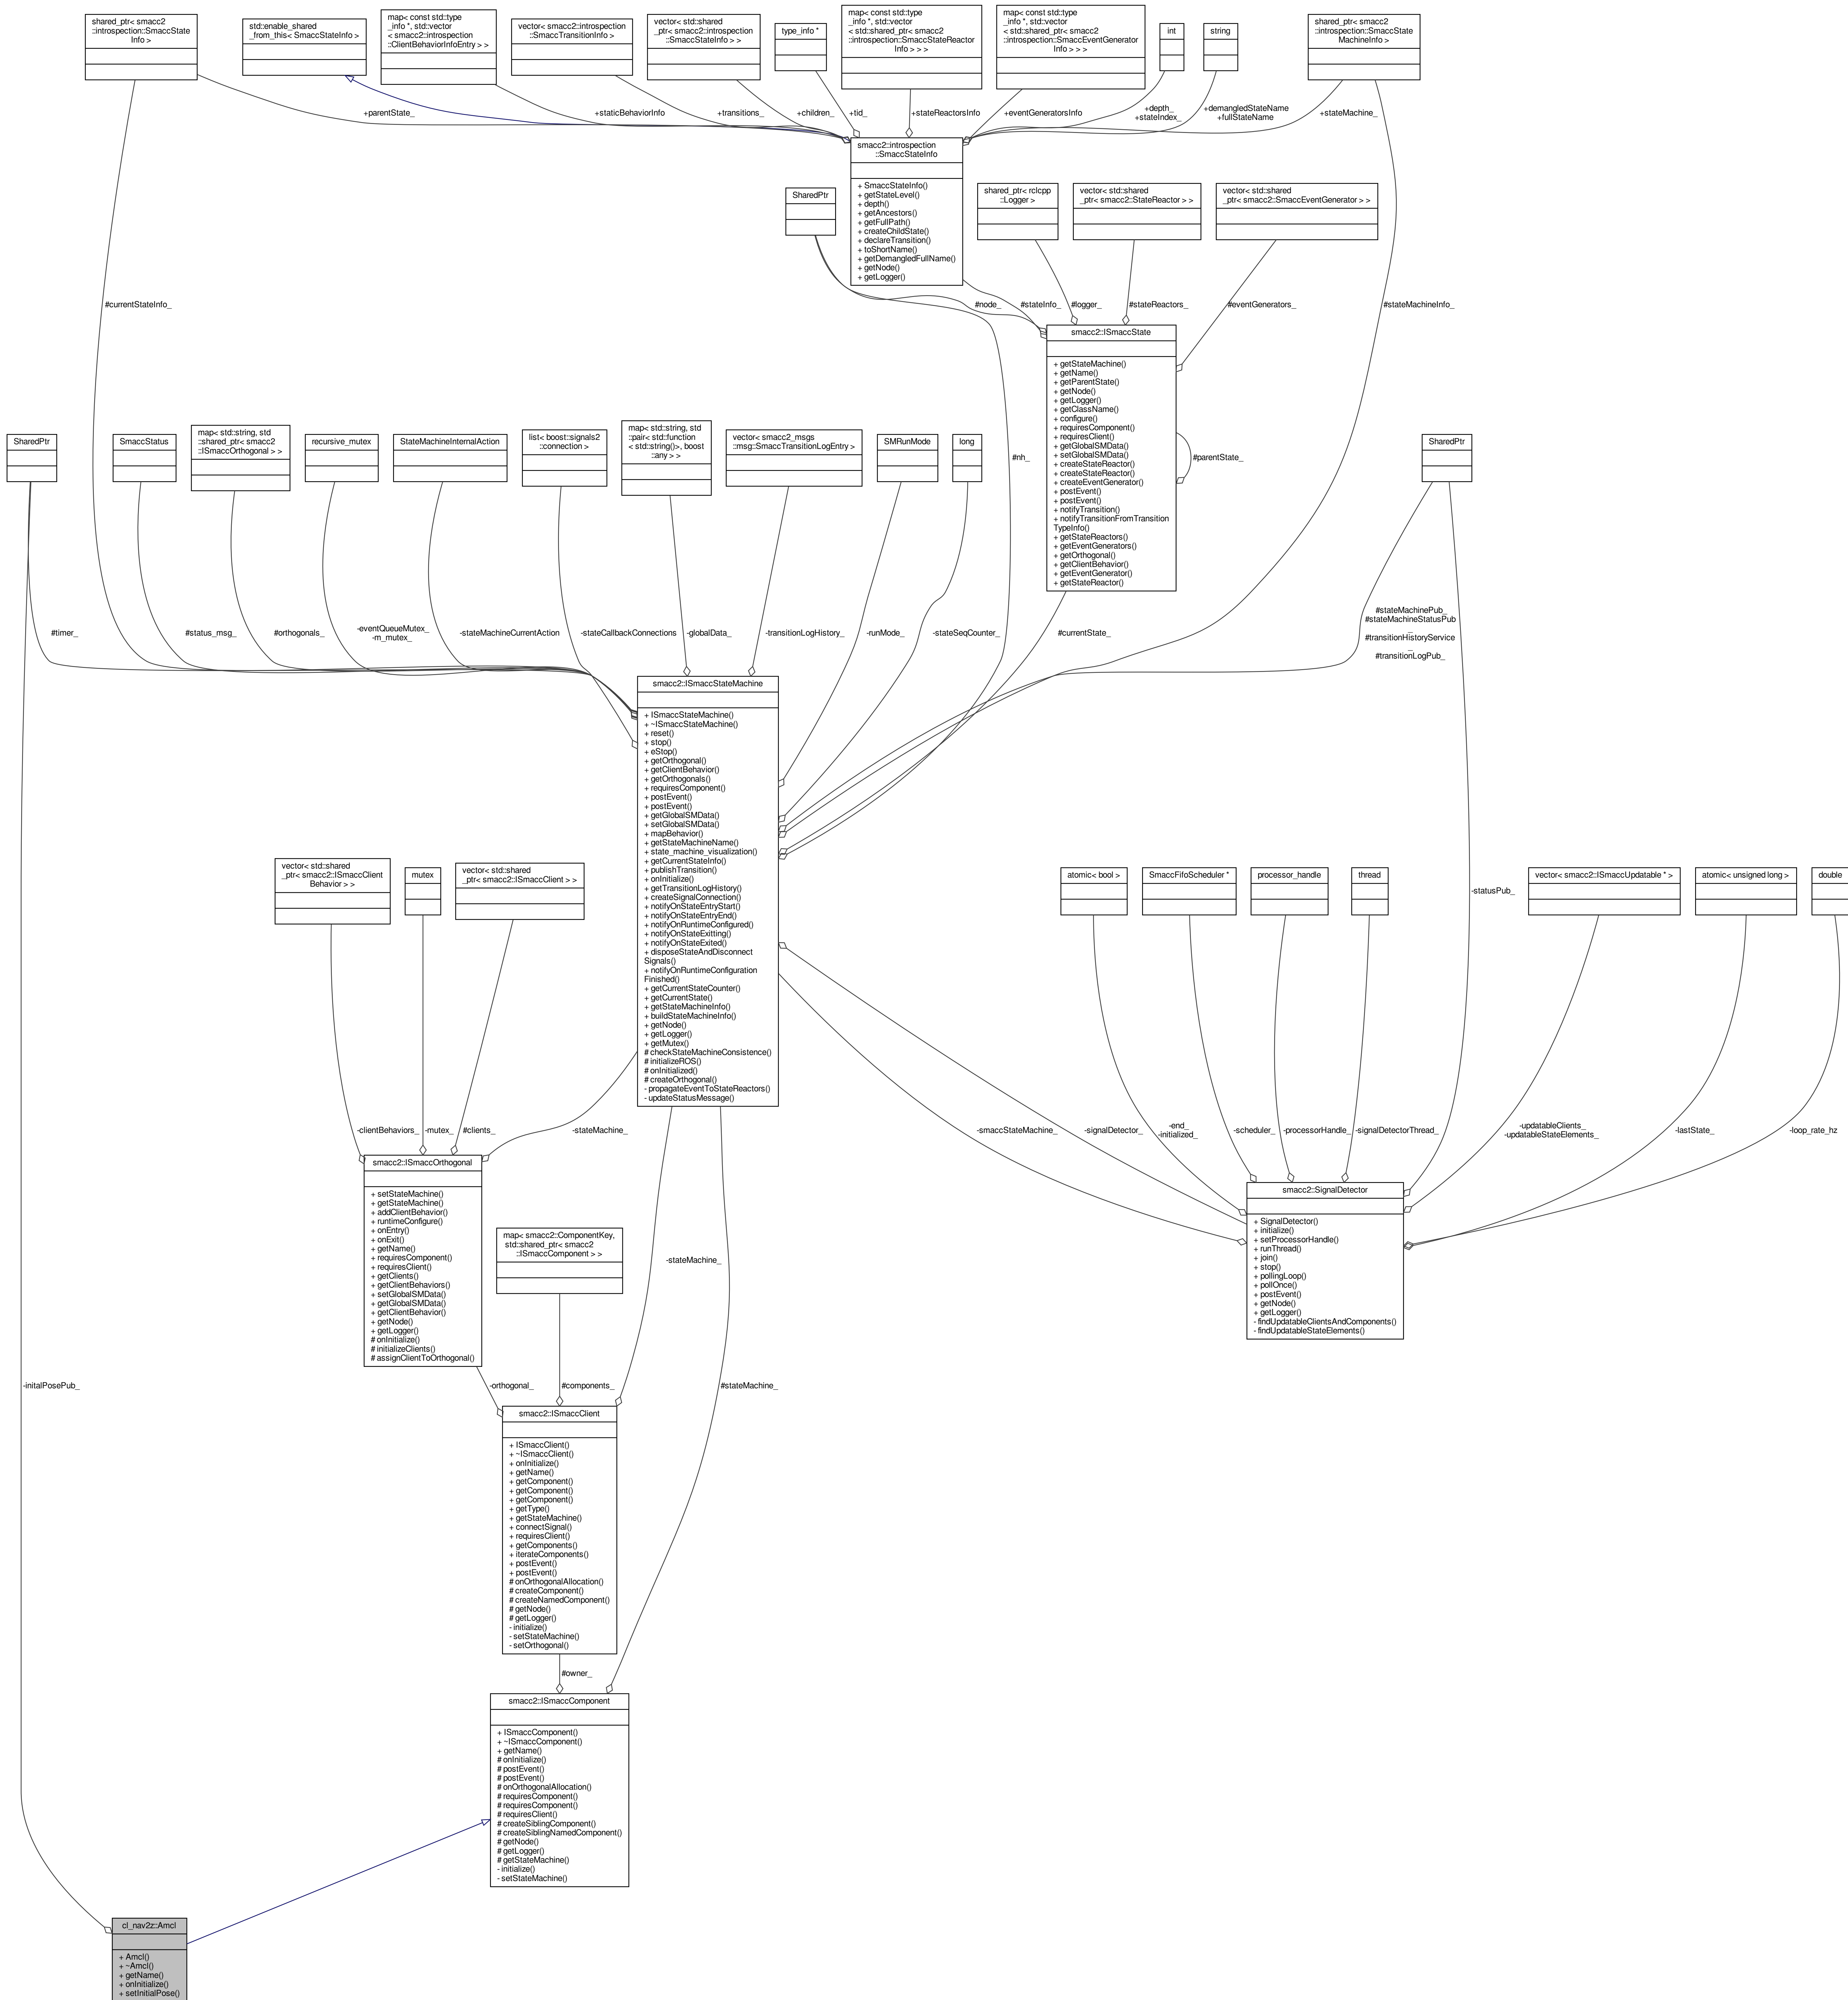 shared_ptr< smacc2
::introspection::SmaccState
Info >
std::enable_shared
_from_this< SmaccStateInfo >
map< const std::type
_info *, std::vector
< smacc2::introspection
::ClientBehaviorInfoEntry > >
vector< smacc2::introspection
::SmaccTransitionInfo >
vector< std::shared
_ptr< smacc2::introspection
::SmaccStateInfo > >
type_info *
map< const std::type
_info *, std::vector
< std::shared_ptr< smacc2
::introspection::SmaccStateReactor
Info > > >
map< const std::type
_info *, std::vector
< std::shared_ptr< smacc2
::introspection::SmaccEventGenerator
Info > > >
int
string
shared_ptr< smacc2
::introspection::SmaccState
MachineInfo >
+parentState_
+staticBehaviorInfo
+transitions_
+children_
+tid_
+stateReactorsInfo
+eventGeneratorsInfo
+depth_
+stateIndex_
+demangledStateName
+fullStateName
+stateMachine_
smacc2::introspection
::SmaccStateInfo
+ SmaccStateInfo()
+ getStateLevel()
+ depth()
+ getAncestors()
+ getFullPath()
+ createChildState()
+ declareTransition()
+ toShortName()
+ getDemangledFullName()
+ getNode()
+ getLogger()
SharedPtr
shared_ptr< rclcpp
::Logger >
vector< std::shared
_ptr< smacc2::StateReactor > >
vector< std::shared
_ptr< smacc2::SmaccEventGenerator > >
#currentStateInfo_
#node_
#stateInfo_
#logger_
#stateReactors_
#eventGenerators_
#stateMachineInfo_
smacc2::ISmaccState
+ getStateMachine()
+ getName()
+ getParentState()
+ getNode()
+ getLogger()
+ getClassName()
+ configure()
+ requiresComponent()
+ requiresClient()
+ getGlobalSMData()
+ setGlobalSMData()
+ createStateReactor()
+ createStateReactor()
+ createEventGenerator()
+ postEvent()
+ postEvent()
+ notifyTransition()
+ notifyTransitionFromTransition
TypeInfo()
+ getStateReactors()
+ getEventGenerators()
+ getOrthogonal()
+ getClientBehavior()
+ getEventGenerator()
+ getStateReactor()
#parentState_
#nh_
SharedPtr
SmaccStatus
map< std::string, std
::shared_ptr< smacc2
::ISmaccOrthogonal > >
recursive_mutex
StateMachineInternalAction
list< boost::signals2
::connection >
map< std::string, std
::pair< std::function
< std::string()>, boost
::any > >
vector< smacc2_msgs
::msg::SmaccTransitionLogEntry >
SMRunMode
long
SharedPtr
#timer_
#status_msg_
#orthogonals_
-eventQueueMutex_
-m_mutex_
-stateMachineCurrentAction
-stateCallbackConnections
-globalData_
-transitionLogHistory_
-runMode_
-stateSeqCounter_
#currentState_
#stateMachinePub_
#stateMachineStatusPub
_
#transitionHistoryService
_
#transitionLogPub_
smacc2::ISmaccStateMachine
+ ISmaccStateMachine()
+ ~ISmaccStateMachine()
+ reset()
+ stop()
+ eStop()
+ getOrthogonal()
+ getClientBehavior()
+ getOrthogonals()
+ requiresComponent()
+ postEvent()
+ postEvent()
+ getGlobalSMData()
+ setGlobalSMData()
+ mapBehavior()
+ getStateMachineName()
+ state_machine_visualization()
+ getCurrentStateInfo()
+ publishTransition()
+ onInitialize()
+ getTransitionLogHistory()
+ createSignalConnection()
+ notifyOnStateEntryStart()
+ notifyOnStateEntryEnd()
+ notifyOnRuntimeConfigured()
+ notifyOnStateExitting()
+ notifyOnStateExited()
+ disposeStateAndDisconnect
Signals()
+ notifyOnRuntimeConfiguration
Finished()
+ getCurrentStateCounter()
+ getCurrentState()
+ getStateMachineInfo()
+ buildStateMachineInfo()
+ getNode()
+ getLogger()
+ getMutex()
# checkStateMachineConsistence()
# initializeROS()
# onInitialized()
# createOrthogonal()
- propagateEventToStateReactors()
- updateStatusMessage()
vector< std::shared
_ptr< smacc2::ISmaccClient
Behavior > >
mutex
vector< std::shared
_ptr< smacc2::ISmaccClient > >
atomic< bool >
SmaccFifoScheduler *
processor_handle
thread
vector< smacc2::ISmaccUpdatable * >
atomic< unsigned long >
double
-statusPub_
-clientBehaviors_
-mutex_
#clients_
-stateMachine_
-smaccStateMachine_
-signalDetector_
-end_
-initialized_
-scheduler_
-processorHandle_
-signalDetectorThread_
-updatableClients_
-updatableStateElements_
-lastState_
-loop_rate_hz
smacc2::ISmaccOrthogonal
+ setStateMachine()
+ getStateMachine()
+ addClientBehavior()
+ runtimeConfigure()
+ onEntry()
+ onExit()
+ getName()
+ requiresComponent()
+ requiresClient()
+ getClients()
+ getClientBehaviors()
+ setGlobalSMData()
+ getGlobalSMData()
+ getClientBehavior()
+ getNode()
+ getLogger()
# onInitialize()
# initializeClients()
# assignClientToOrthogonal()
smacc2::SignalDetector
+ SignalDetector()
+ initialize()
+ setProcessorHandle()
+ runThread()
+ join()
+ stop()
+ pollingLoop()
+ pollOnce()
+ postEvent()
+ getNode()
+ getLogger()
- findUpdatableClientsAndComponents()
- findUpdatableStateElements()
map< smacc2::ComponentKey,
std::shared_ptr< smacc2
::ISmaccComponent > >
-stateMachine_
-initalPosePub_
-orthogonal_
#components_
#stateMachine_
smacc2::ISmaccClient
+ ISmaccClient()
+ ~ISmaccClient()
+ onInitialize()
+ getName()
+ getComponent()
+ getComponent()
+ getComponent()
+ getType()
+ getStateMachine()
+ connectSignal()
+ requiresClient()
+ getComponents()
+ iterateComponents()
+ postEvent()
+ postEvent()
# onOrthogonalAllocation()
# createComponent()
# createNamedComponent()
# getNode()
# getLogger()
- initialize()
- setStateMachine()
- setOrthogonal()
#owner_
smacc2::ISmaccComponent
+ ISmaccComponent()
+ ~ISmaccComponent()
+ getName()
# onInitialize()
# postEvent()
# postEvent()
# onOrthogonalAllocation()
# requiresComponent()
# requiresComponent()
# requiresClient()
# createSiblingComponent()
# createSiblingNamedComponent()
# getNode()
# getLogger()
# getStateMachine()
- initialize()
- setStateMachine()
cl_nav2z::Amcl
+ Amcl()
+ ~Amcl()
+ getName()
+ onInitialize()
+ setInitialPose()